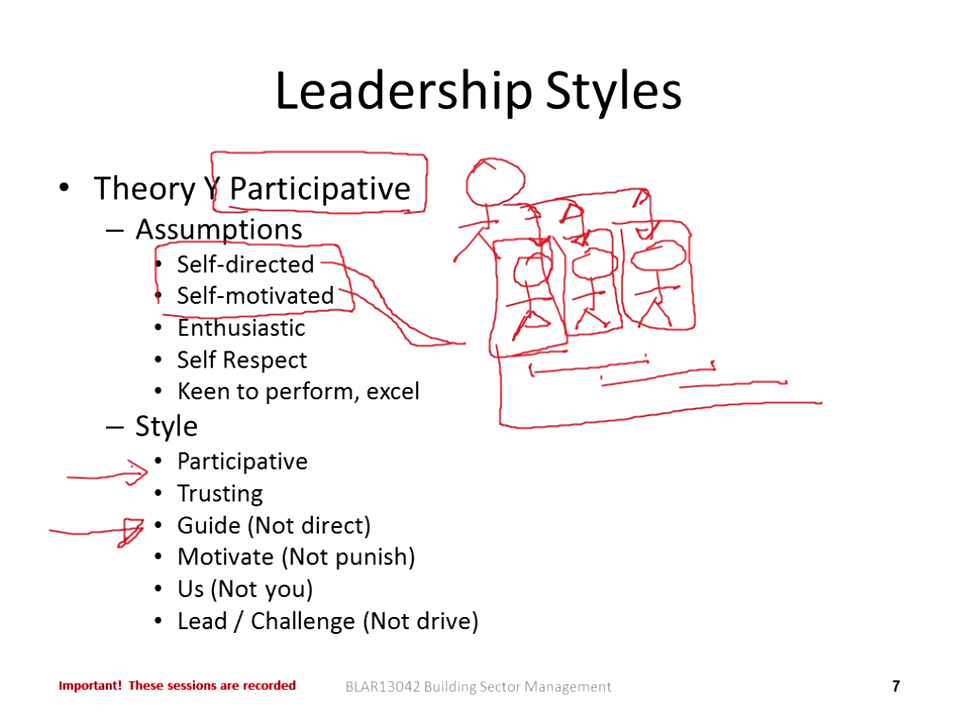 Leadership Styles
• Theory Y Participative
– Assumptions
• Self-directed
• Self-motivated
• Enthusiastic
• Self Respect
• Keen to perform, excel
– Style
• Participative
• Trusting
• Guide (Not direct)
• Motivate (Not punish)
• Us (Not you)
• Lead / Challenge (Not drive)
Important! These sessions are recorded
BLAR13042 Building Sector Management
7